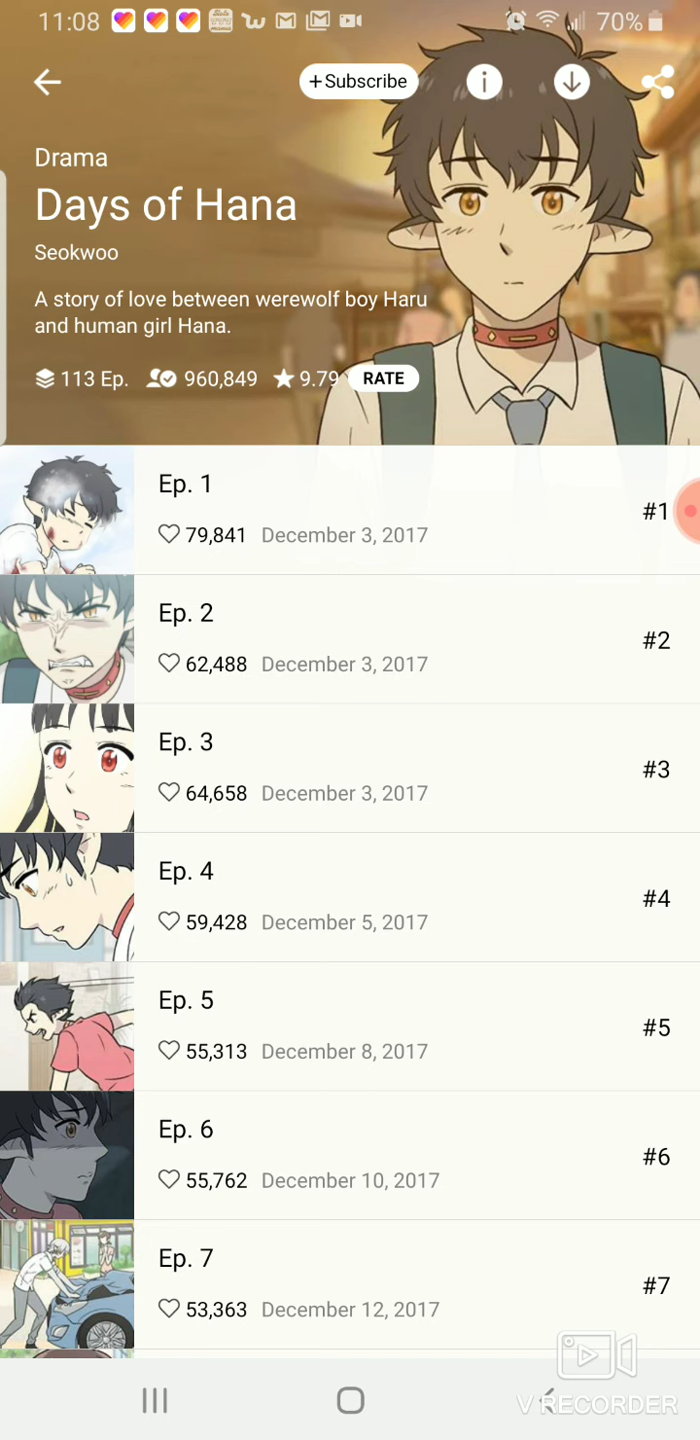 11:08
70%
+Subscribe
Drama
Days of Hana
Seokwoo
A story of love between werewolf boy Haru
and human girl Hana.
113 Ep. 960,849 9.79 RATE
Ep. 1
79,841 December 3, 2017
#1
Ep. 2
62,488 December 3, 2017
#2
Ep. 3
64,658 December 3, 2017
#3
Ep. 4
59,428 December 5, 2017
#4
Ep. 5
55,313 December 8, 2017
#5
Ep. 6
55,762 December 10, 2017
#6
Ep. 7
53,363 December 12, 2017
#7
V RECORDER